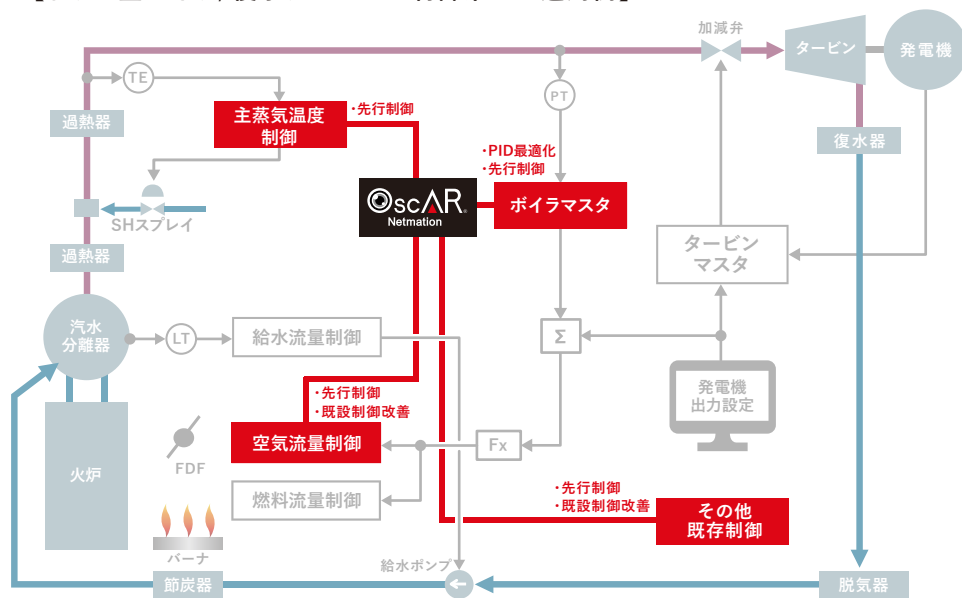 加減弁
タービン
発電機
TE
PT
過熱器
主蒸気温度
制御
・先行制御
復水器
・PID最適化
・先行制御
OscAR®
Netmation
ボイラマスタ
SHスプレイ
過熱器
タービン
マスタ
汽水
分離器
LT
給水流量制御
Σ
発電機
出力設定
・先行制御
・既設制御改善
空気流量制御
Fx
FDF
火炉
燃料流量制御
・先行制御
・既設制御改善
その他
既存制御
バーナ
給水ポンプ
節炭器
脱気器